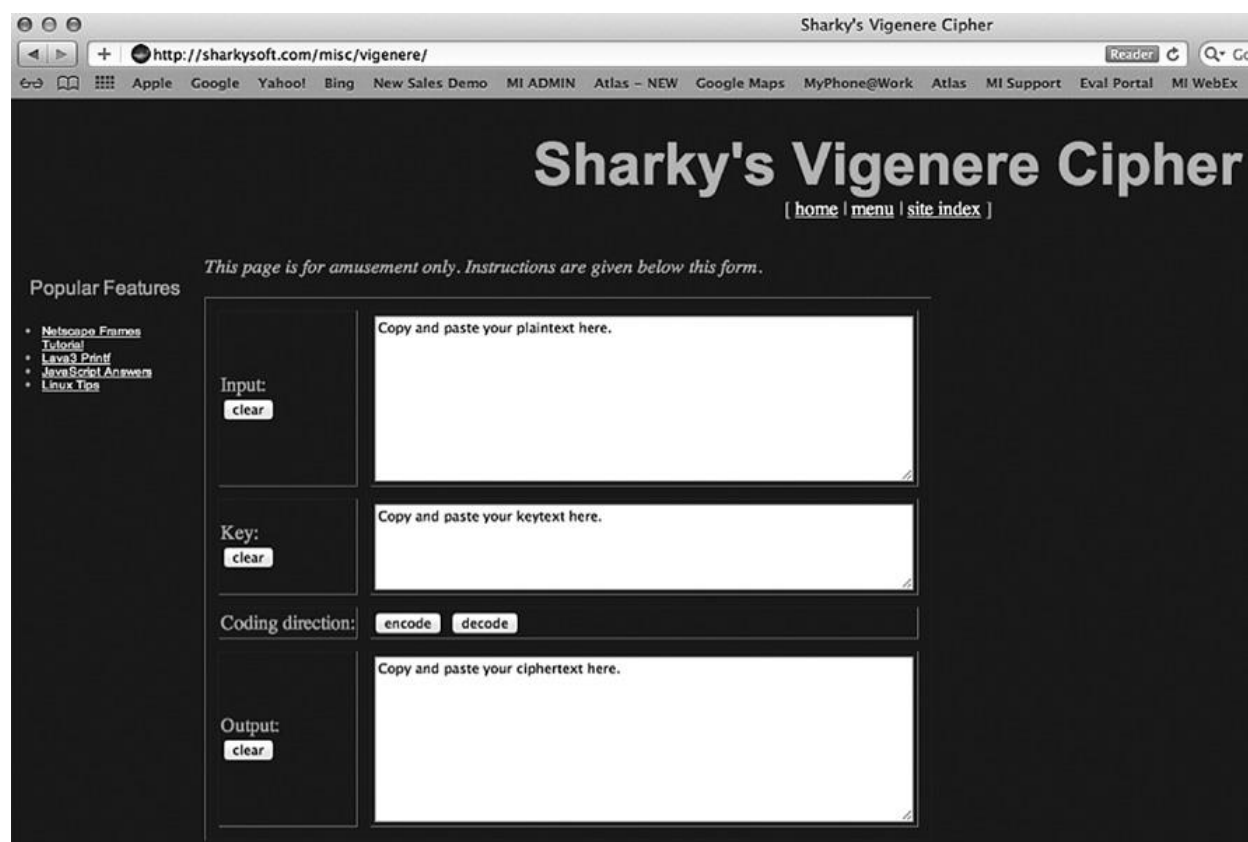 Sharky's Vigenere Cipher
http://sharkysoft.com/misc/vigenere/
Reader
Apple Google Yahoo! Bing New Sales Demo MI ADMIN Atlas – NEW Google Maps MyPhone@Work Atlas MI Support Eval Portal MI WebEx
Sharky's Vigenere Cipher
[ home | menu | site index ]
This page is for amusement only. Instructions are given below this form.
Popular Features
• Netscape Frames
Tutorial
• Lava3 Printf
• JavaScript Answers
• Linux Tips
Input:
clear
Copy and paste your plaintext here.
Key:
clear
Copy and paste your keytext here.
Coding direction:
encode decode
Output:
clear
Copy and paste your ciphertext here.